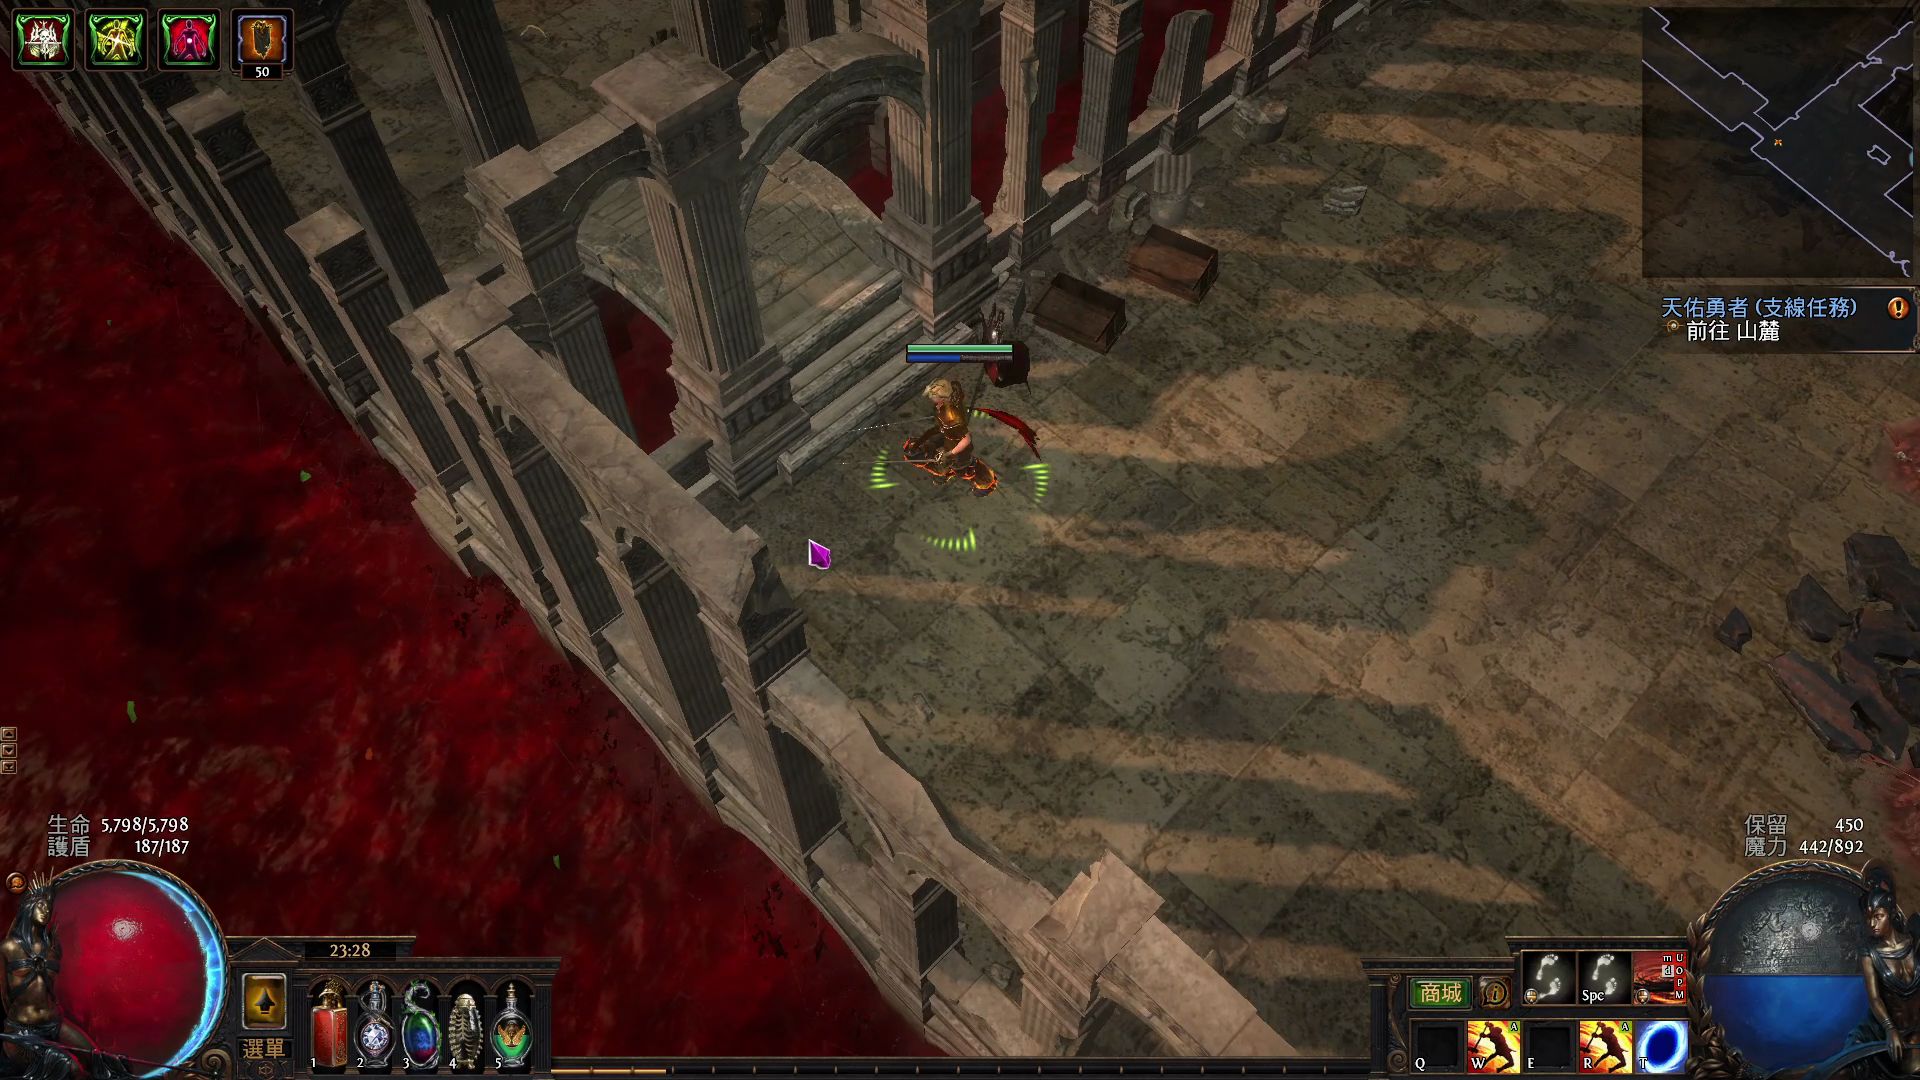 50
天佑勇者 (支線任務)
前往 山麓
生命 5,798/5,798
護盾 187/187
保留 450
魔力 442/892
23:28
選單
1
2
3
4
5
商城
Spc
Q
W
A
E
R
A
T